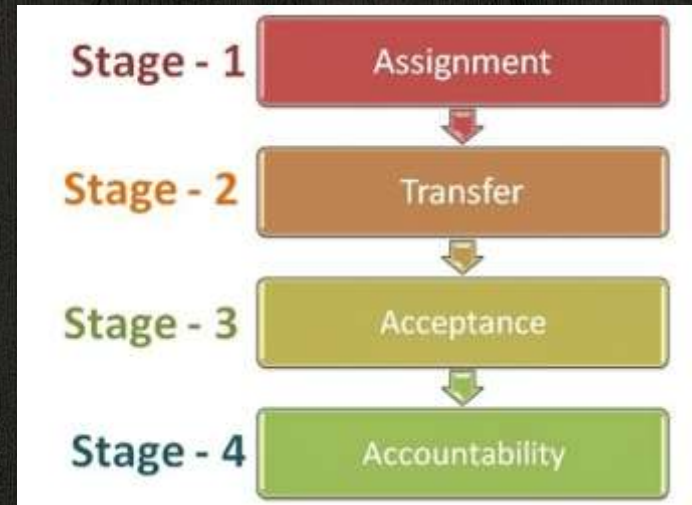 Stage - 1 Assignment
Stage - 2 Transfer
Stage - 3 Acceptance
Stage - 4 Accountability